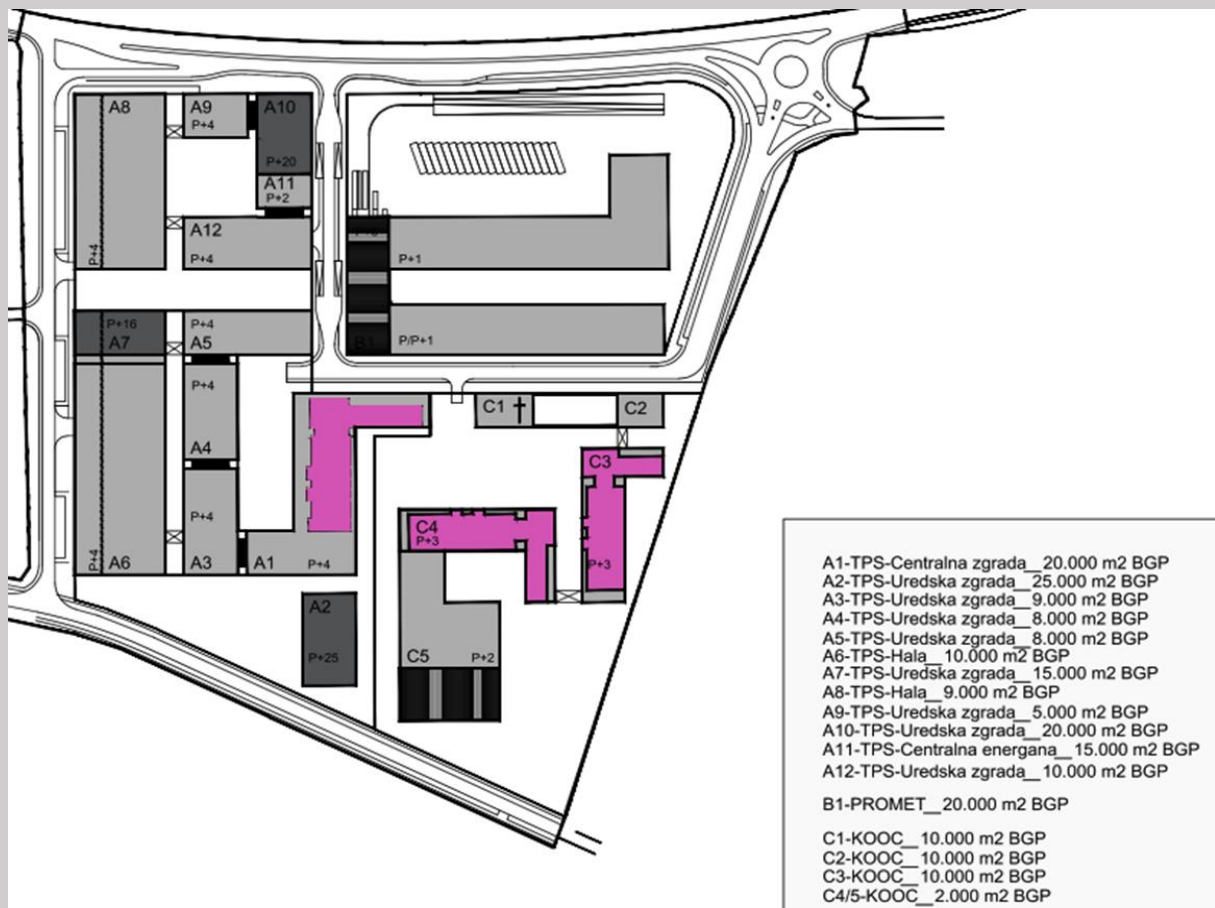 A8
A9
P+4
A10
P+20
A11
P+2
A12
P+4
P+4
P+1
P+16
A7
P+4
A5
B1
P/P+1
P+4
A4
P+4
P+4
A6
A3
A1
P+4
A2
P+25
C1
C2
C3
P+3
C4
P+3
C5
P+2
A1-TPS-Centralna zgrada__20.000 m2 BGP
A2-TPS-Uredska zgrada__25.000 m2 BGP
A3-TPS-Uredska zgrada__9.000 m2 BGP
A4-TPS-Uredska zgrada__8.000 m2 BGP
A5-TPS-Uredska zgrada__8.000 m2 BGP
A6-TPS-Hala__10.000 m2 BGP
A7-TPS-Uredska zgrada__15.000 m2 BGP
A8-TPS-Hala__9.000 m2 BGP
A9-TPS-Uredska zgrada__5.000 m2 BGP
A10-TPS-Uredska zgrada__20.000 m2 BGP
A11-TPS-Centralna energana__15.000 m2 BGP
A12-TPS-Uredska zgrada__10.000 m2 BGP
B1-PROMET__20.000 m2 BGP
C1-KOOC__10.000 m2 BGP
C2-KOOC__10.000 m2 BGP
C3-KOOC__10.000 m2 BGP
C4/5-KOOC__2.000 m2 BGP